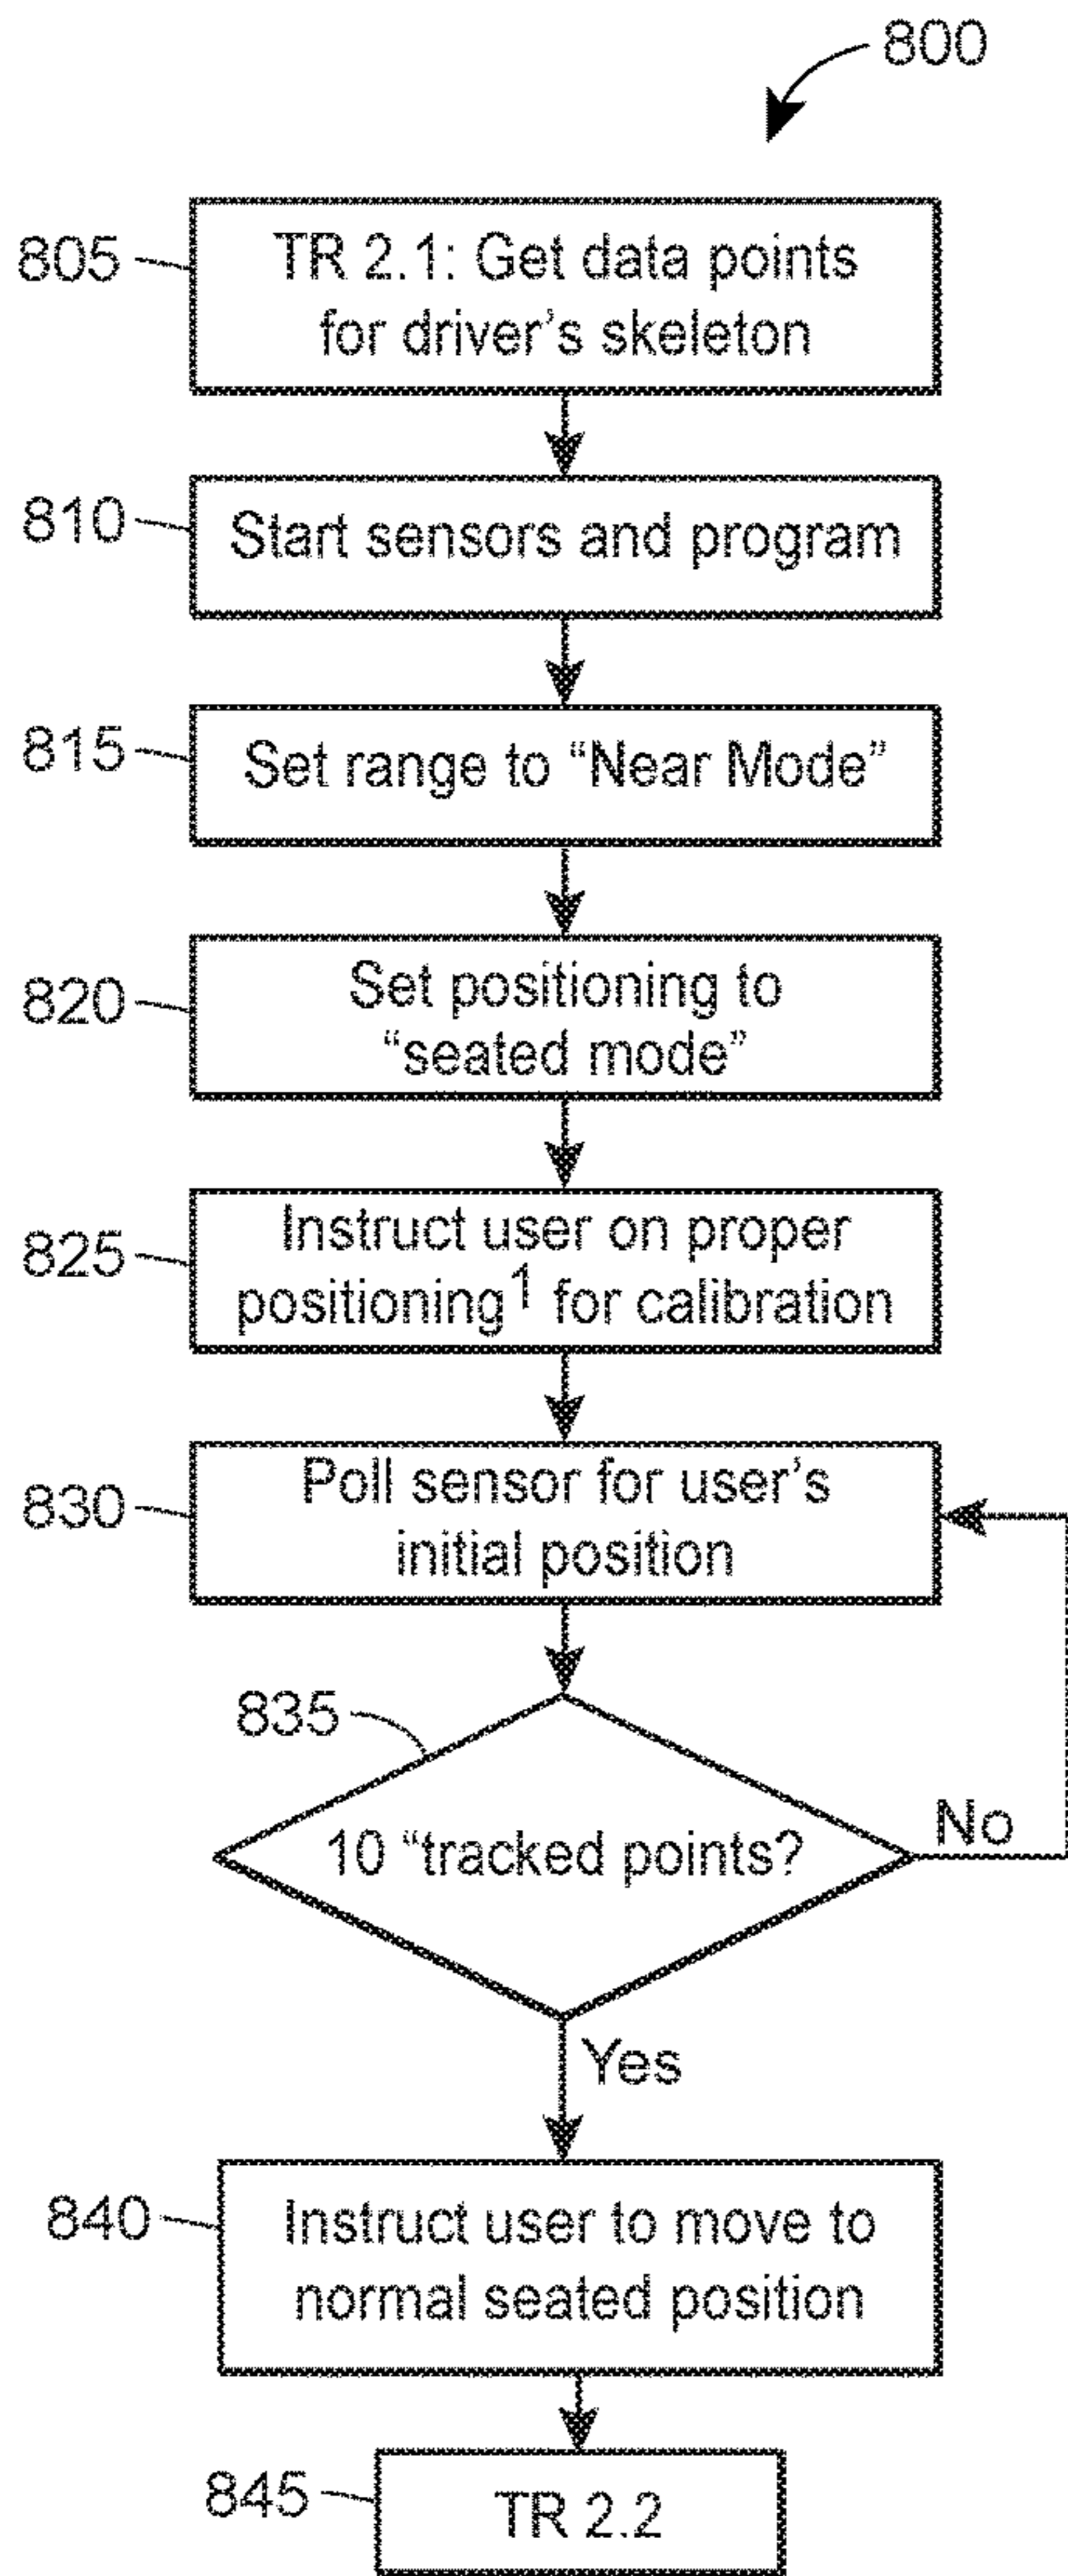 800
805
TR 2.1: Get data points
for driver's skeleton
810
Start sensors and program
815
Set range to “Near Mode”
820
Set positioning to
“seated mode”
825
Instruct user on proper
positioning1 for calibration
830
Poll sensor for user's
initial position
835
10 “tracked points?
No
Yes
840
Instruct user to move to
normal seated position
845
TR 2.2